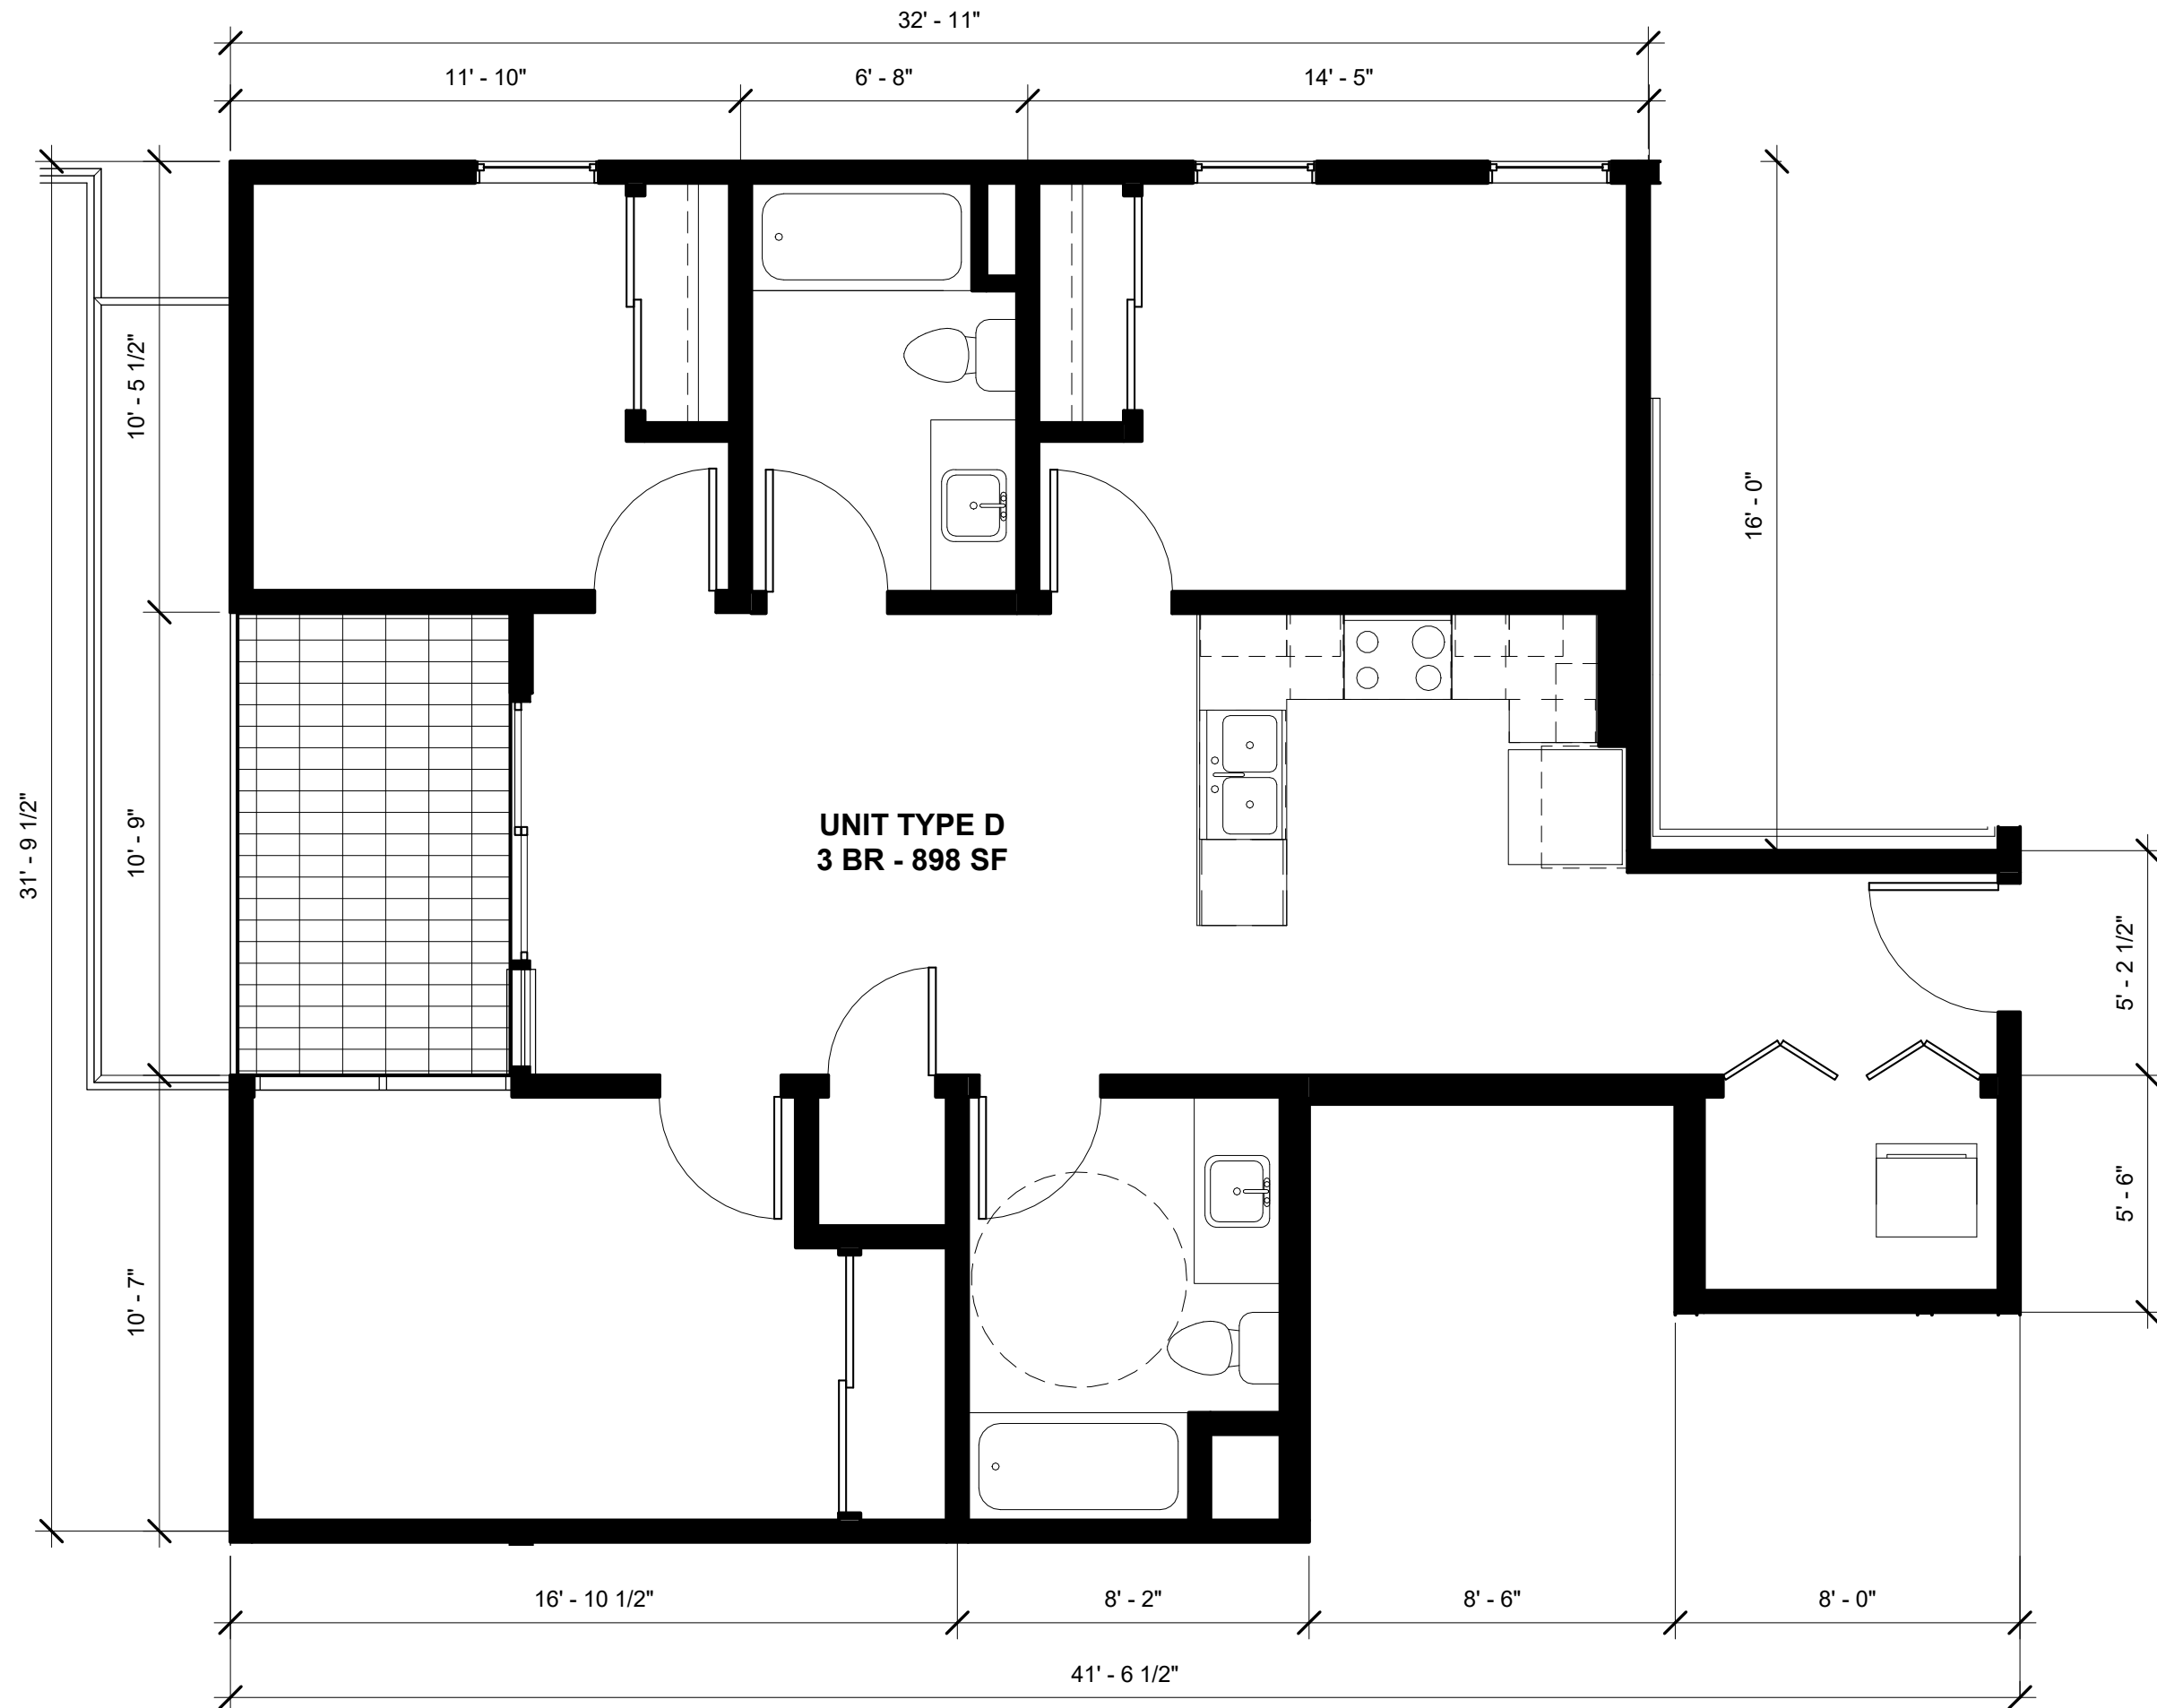 32' - 11"
11' - 10"
6' - 8"
14' - 5"
10' - 5 1/2"
16' - 0"
31' - 9 1/2"
10' - 9"
UNIT TYPE D
3 BR - 898 SF
5' - 2 1/2"
10' - 7"
5' - 6"
16' - 10 1/2"
8' - 2"
8' - 6"
8' - 0"
41' - 6 1/2"